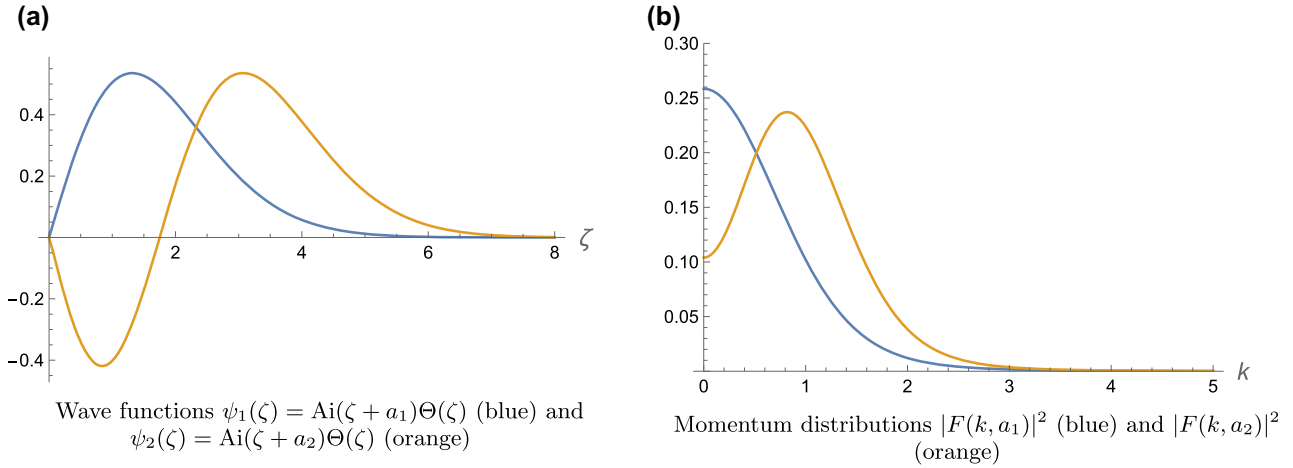 (a)
(b)
0.4
0.2
−0.2
−0.4
2
4
6
8
ζ
0.30
0.25
0.20
0.15
0.10
0.05
0
1
2
3
4
5
k
Wave functions ψ₁(ζ) = Ai(ζ + a₁)Θ(ζ) (blue) and
ψ₂(ζ) = Ai(ζ + a₂)Θ(ζ) (orange)
Momentum distributions |F(k, a₁)|² (blue) and |F(k, a₂)|²
(orange)